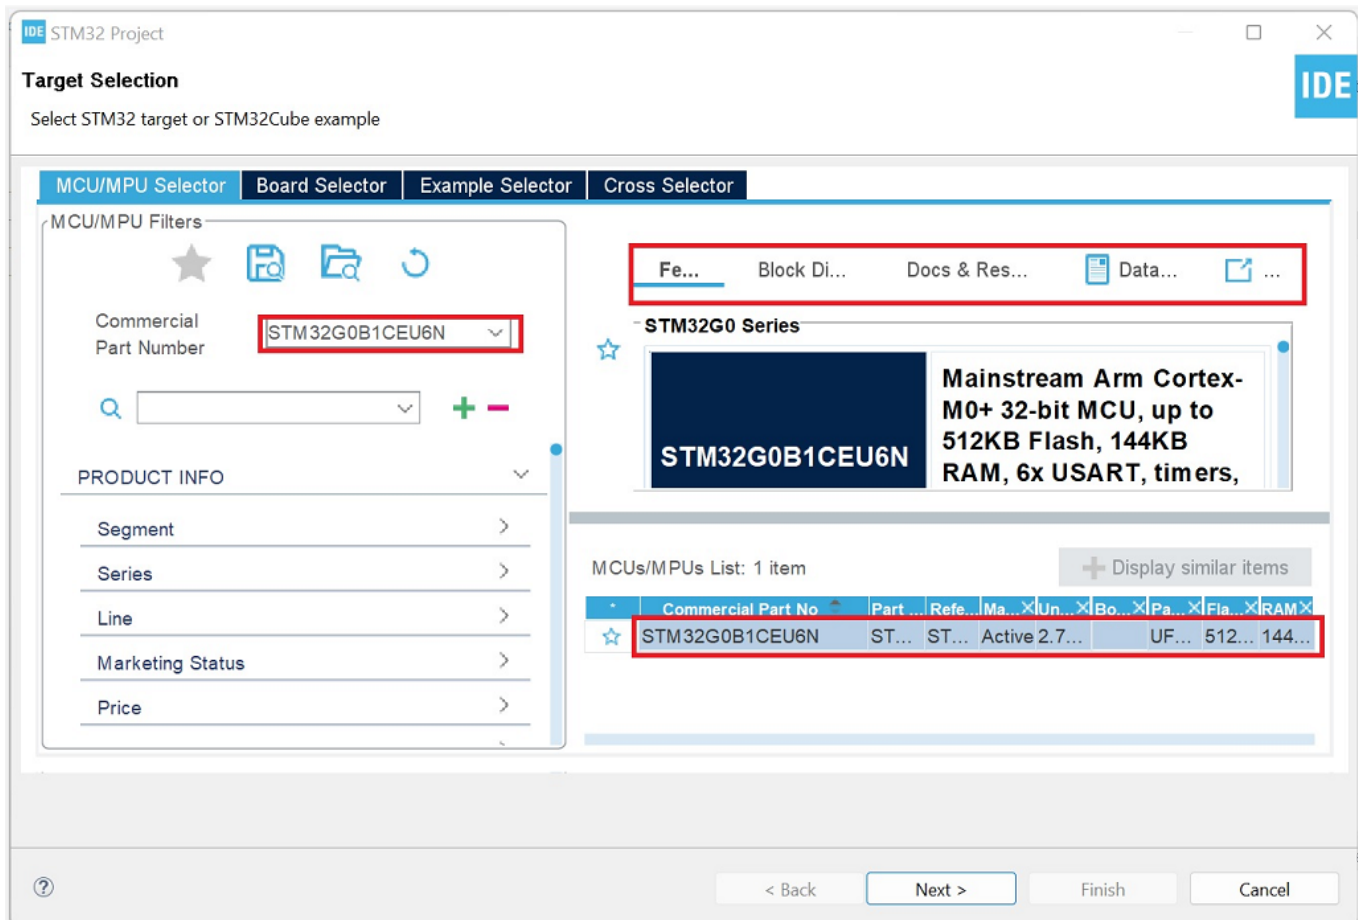 IDE STM32 Project
Target Selection
Select STM32 target or STM32Cube example
IDE
MCU/MPU Selector Board Selector Example Selector Cross Selector
MCU/MPU Filters
Commercial
Part Number
STM32G0B1CEU6N
PRODUCT INFO
Segment
Series
Line
Marketing Status
Price
Fe... Block Di... Docs & Res... Data... ...
STM32G0 Series
STM32G0B1CEU6N
Mainstream Arm Cortex-
M0+ 32-bit MCU, up to
512KB Flash, 144KB
RAM, 6x USART, timers,
MCUs/MPUs List: 1 item
Display similar items
* Commercial Part No Part ... Refe... Ma... Un... Bo... Pa... Fla... RAM
STM32G0B1CEU6N ST... ST... Active 2.7... UF... 512... 144...
? < Back Next > Finish Cancel